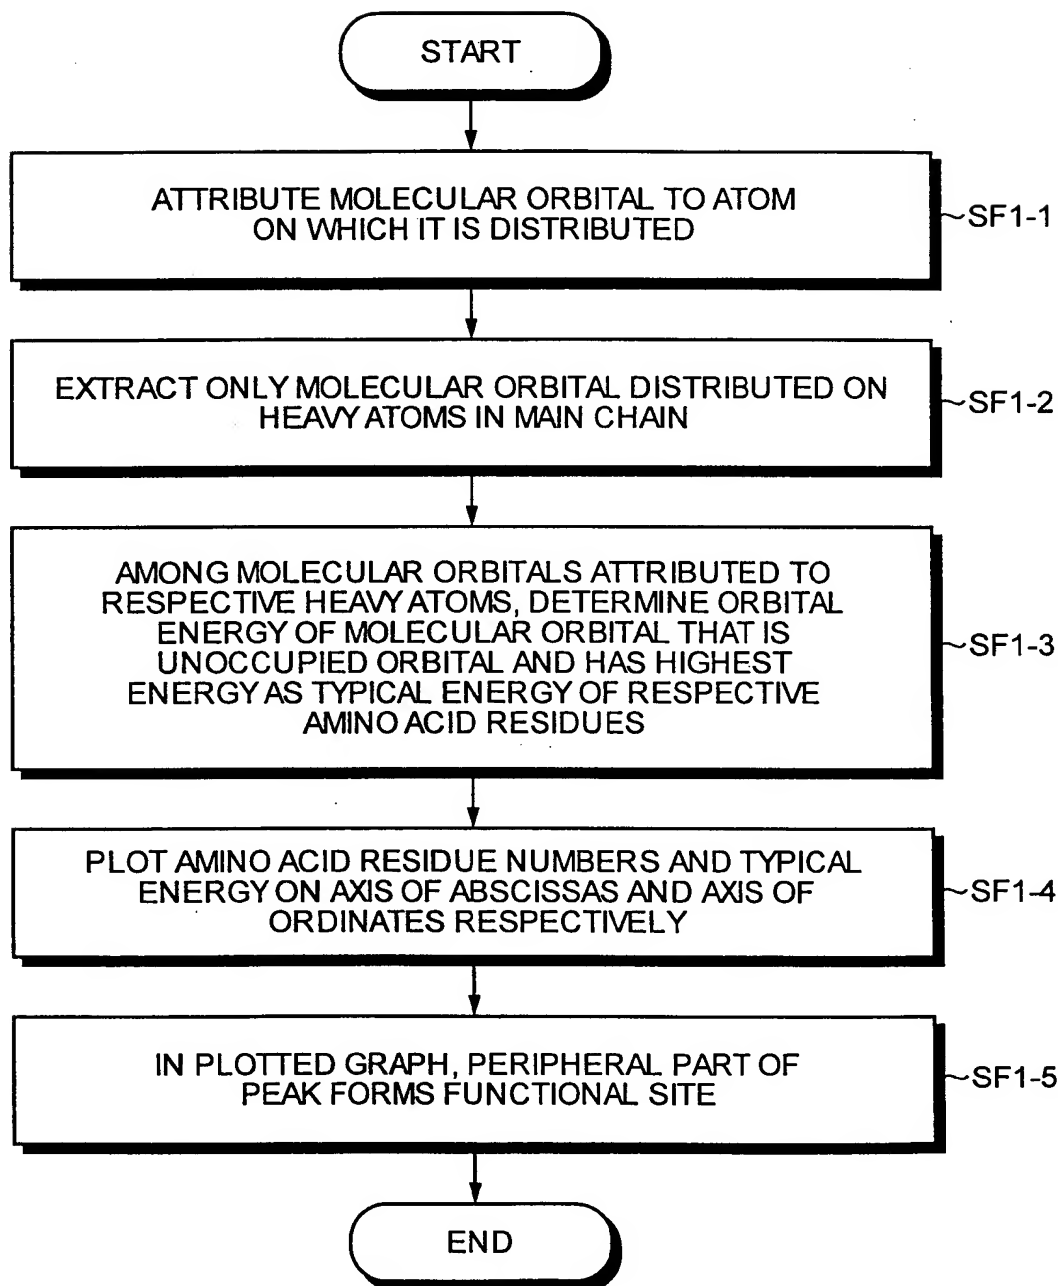 START
ATTRIBUTE MOLECULAR ORBITAL TO ATOM
ON WHICH IT IS DISTRIBUTED
SF1-1
EXTRACT ONLY MOLECULAR ORBITAL DISTRIBUTED ON
HEAVY ATOMS IN MAIN CHAIN
SF1-2
AMONG MOLECULAR ORBITALS ATTRIBUTED TO
RESPECTIVE HEAVY ATOMS, DETERMINE ORBITAL
ENERGY OF MOLECULAR ORBITAL THAT IS
UNOCCUPIED ORBITAL AND HAS HIGHEST
ENERGY AS TYPICAL ENERGY OF RESPECTIVE
AMINO ACID RESIDUES
SF1-3
PLOT AMINO ACID RESIDUE NUMBERS AND TYPICAL
ENERGY ON AXIS OF ABSCISSAS AND AXIS OF
ORDINATES RESPECTIVELY
SF1-4
IN PLOTTED GRAPH, PERIPHERAL PART OF
PEAK FORMS FUNCTIONAL SITE
SF1-5
END